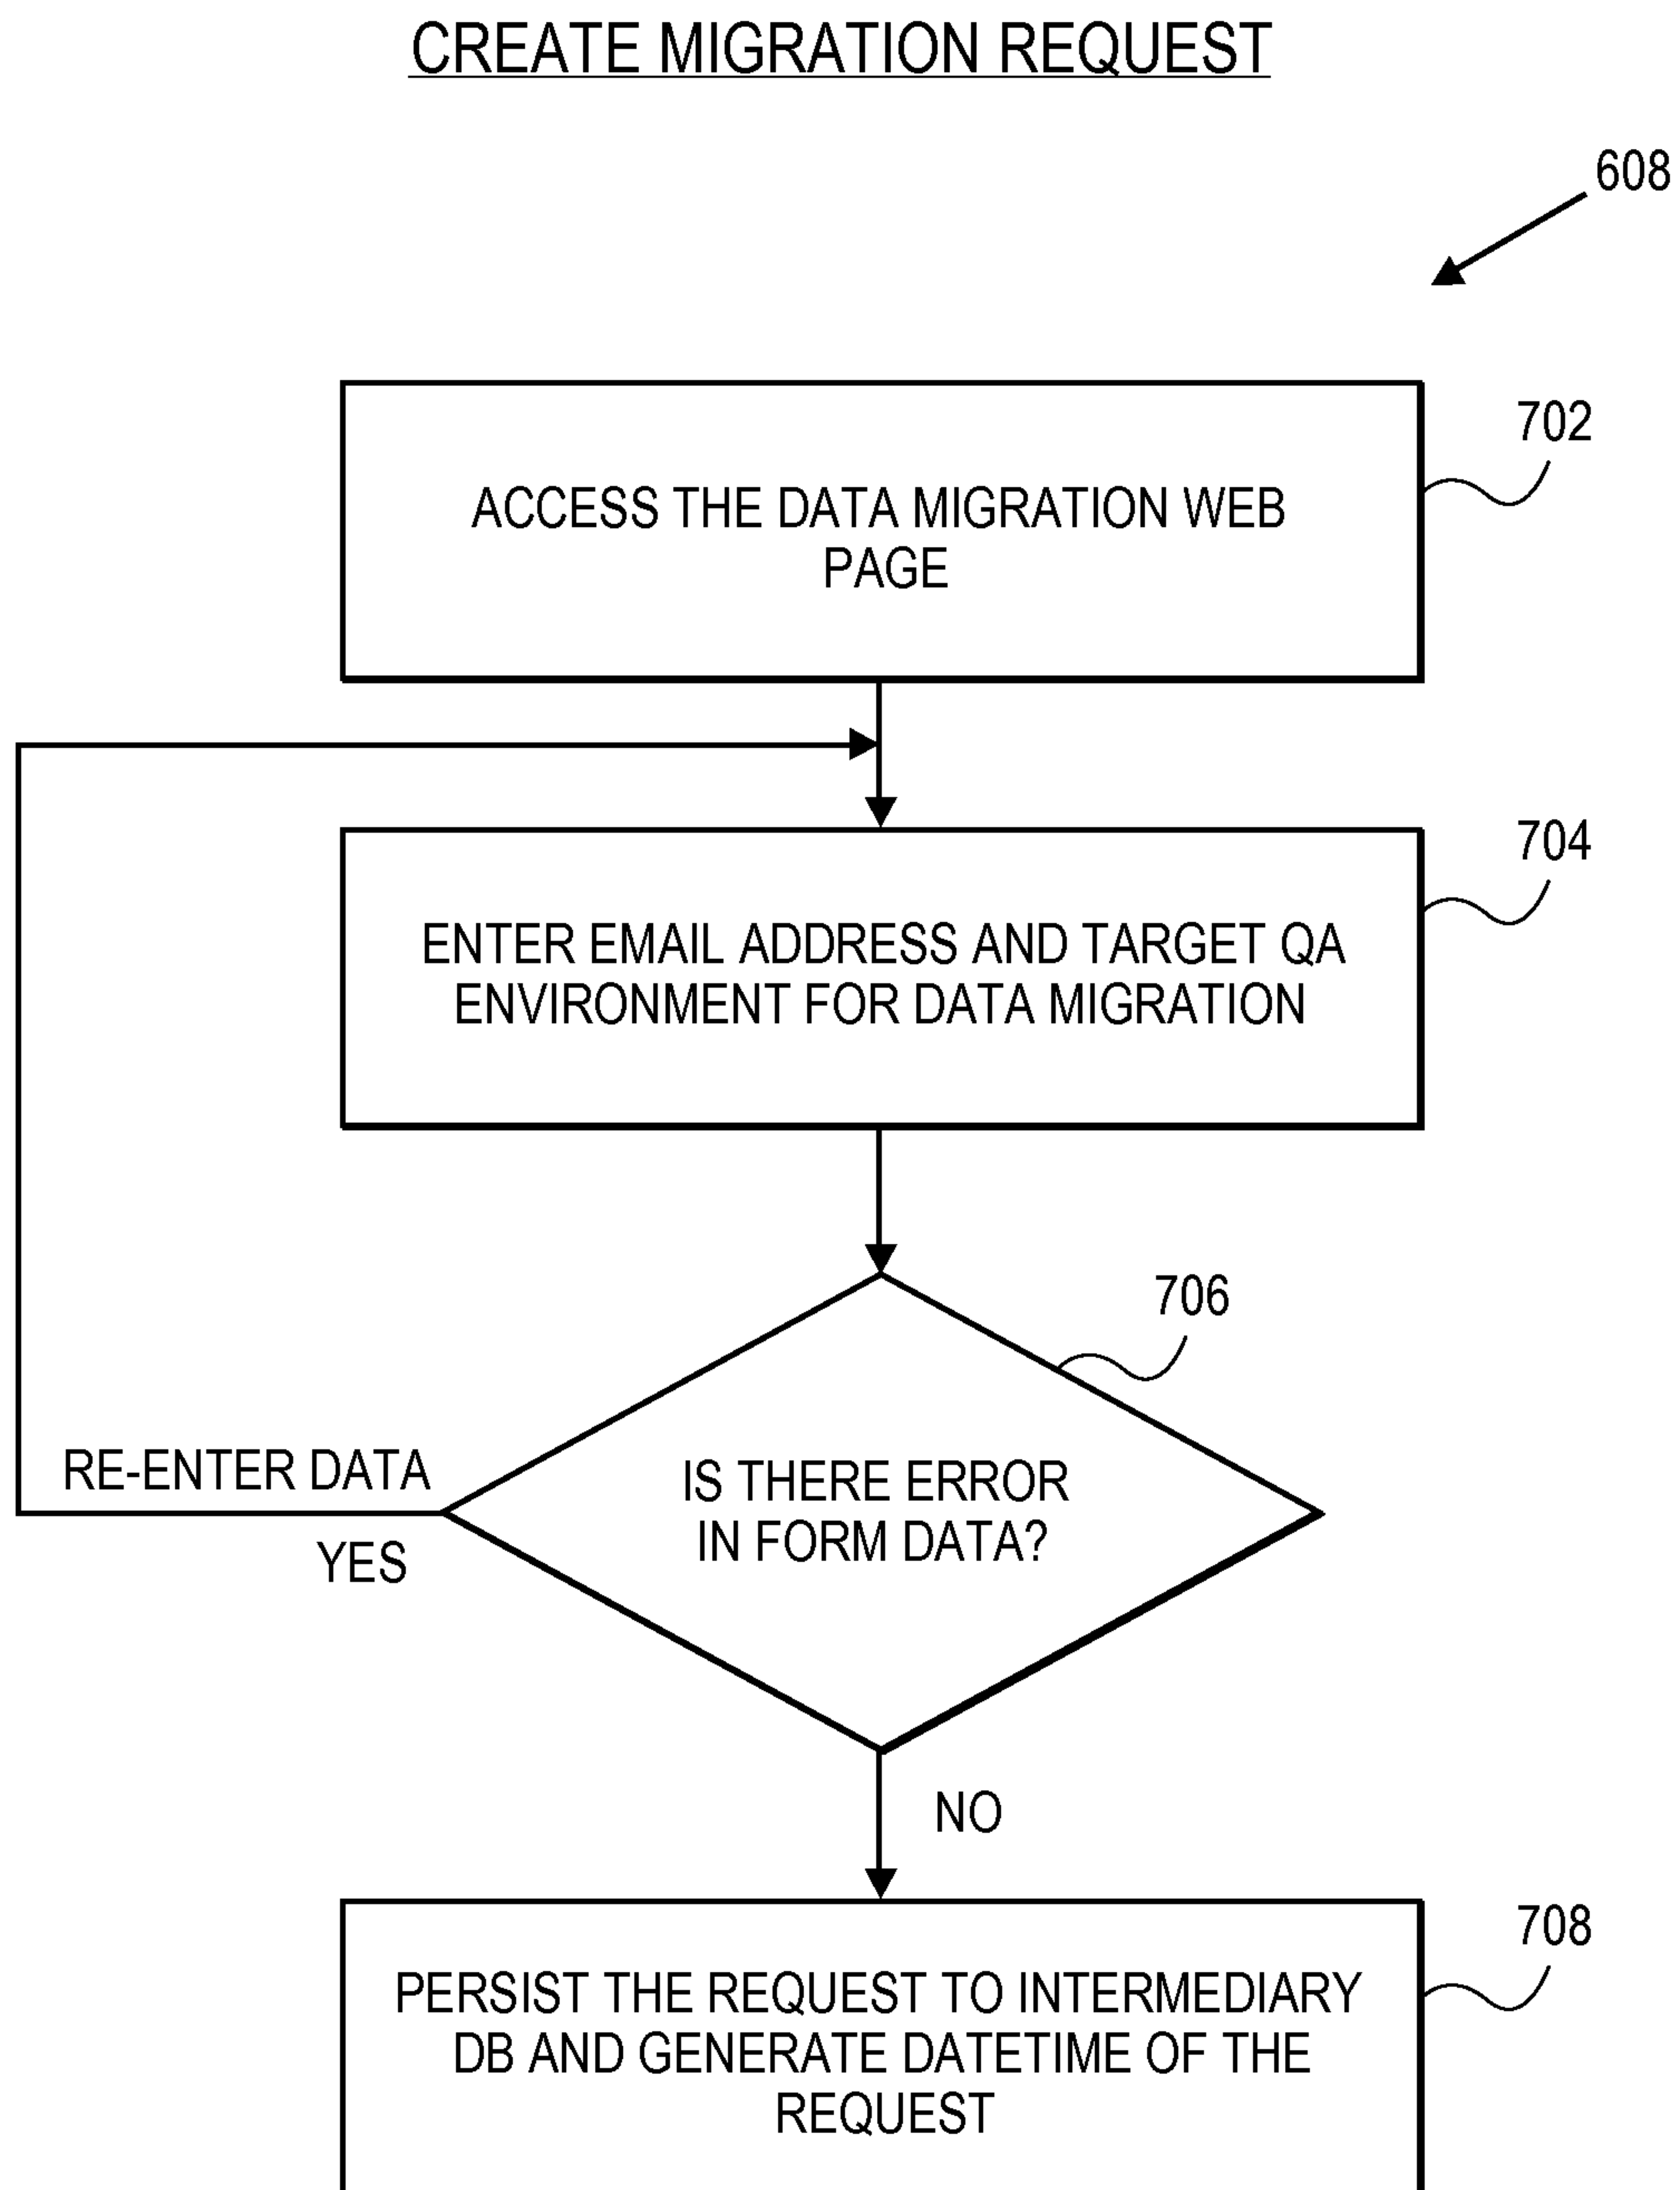 CREATE MIGRATION REQUEST
608
702
ACCESS THE DATA MIGRATION WEB
PAGE
704
ENTER EMAIL ADDRESS AND TARGET QA
ENVIRONMENT FOR DATA MIGRATION
706
RE-ENTER DATA
YES
IS THERE ERROR
IN FORM DATA?
NO
708
PERSIST THE REQUEST TO INTERMEDIARY
DB AND GENERATE DATETIME OF THE
REQUEST